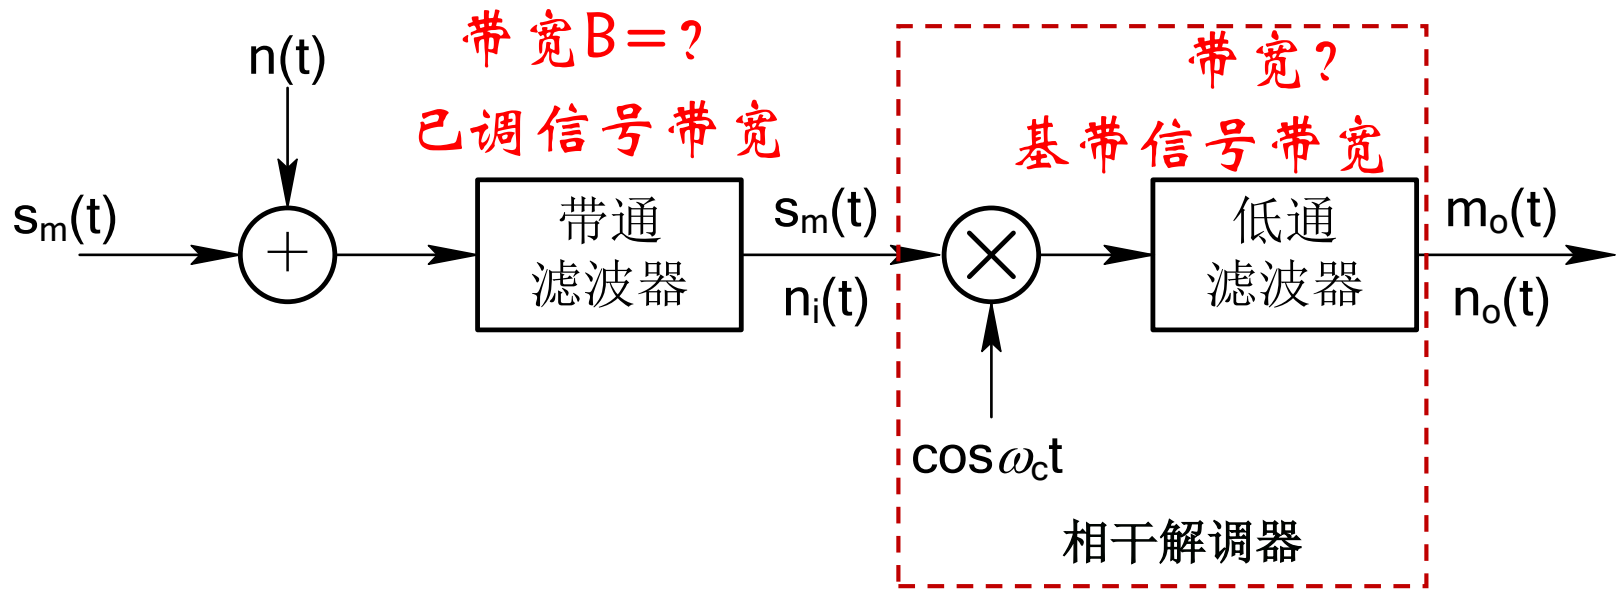 带宽B=?
已调信号带宽
n(t)
sm(t)
带通
滤波器
sm(t)
ni(t)
带宽?
基带信号带宽
低通
滤波器
mo(t)
no(t)
cosωct
相干解调器